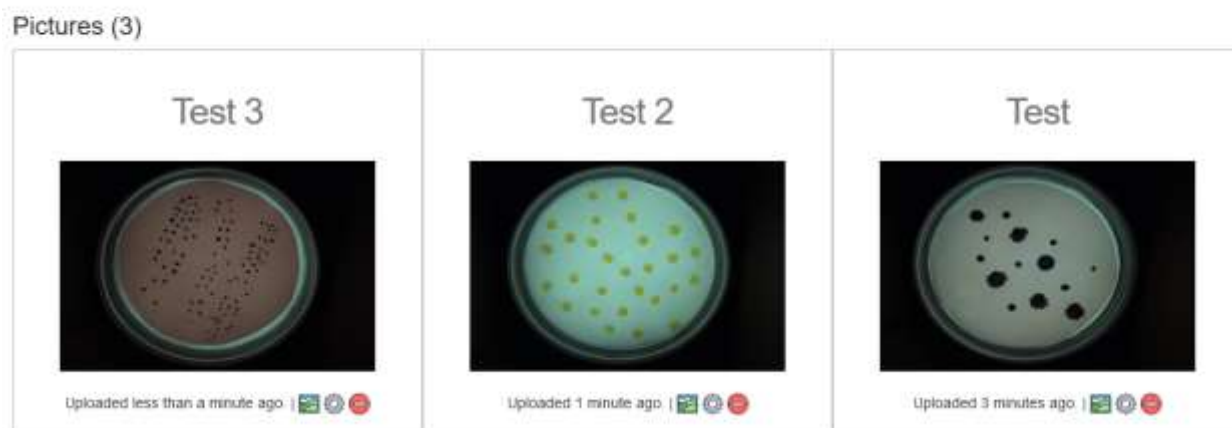 Pictures (3)
Test 3
Test 2
Test
Uploaded less than a minute ago |
Uploaded 1 minute ago |
Uploaded 3 minutes ago |